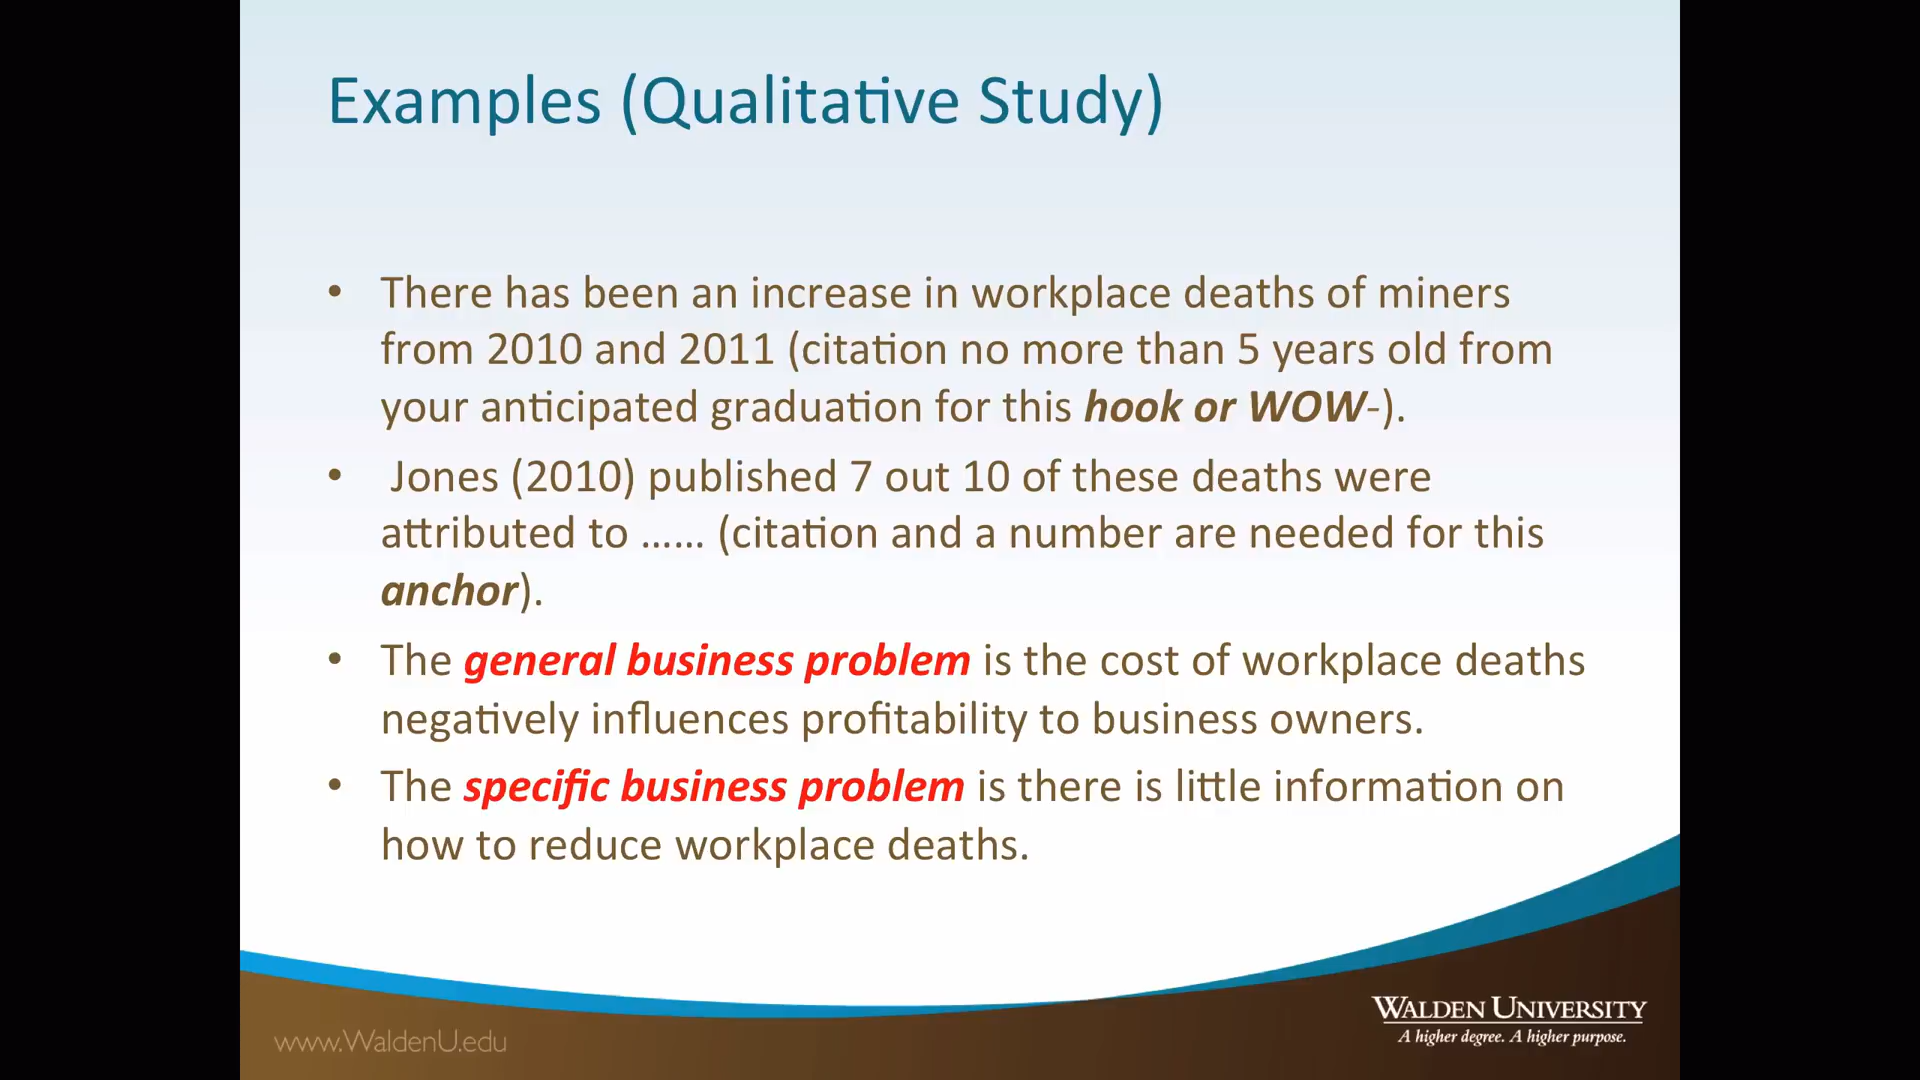 Examples (Qualitative Study)
• There has been an increase in workplace deaths of miners
from 2010 and 2011 (citation no more than 5 years old from
your anticipated graduation for this hook or WOW-).
• Jones (2010) published 7 out 10 of these deaths were
attributed to …… (citation and a number are needed for this
anchor).
• The general business problem is the cost of workplace deaths
negatively influences profitability to business owners.
• The specific business problem is there is little information on
how to reduce workplace deaths.
WALDEN UNIVERSITY
A higher degree. A higher purpose.
www.WaldenU.edu